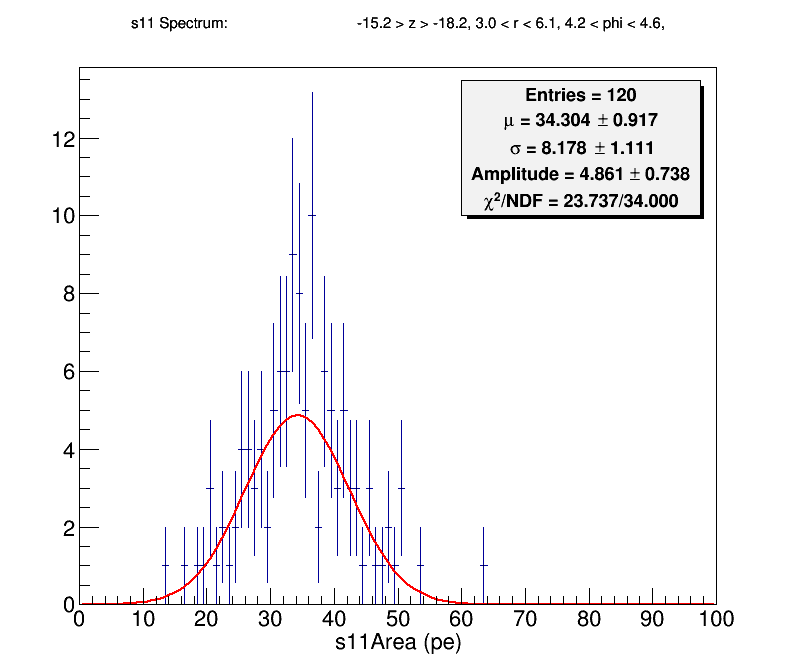 s11 Spectrum: -15.2 > z > -18.2, 3.0 < r < 6.1, 4.2 < phi < 4.6,
Entries = 120
μ = 34.304 ± 0.917
σ = 8.178 ± 1.111
Amplitude = 4.861 ± 0.738
χ²/NDF = 23.737/34.000
12
10
8
6
4
2
0
0 10 20 30 40 50 60 70 80 90 100
s11Area (pe)